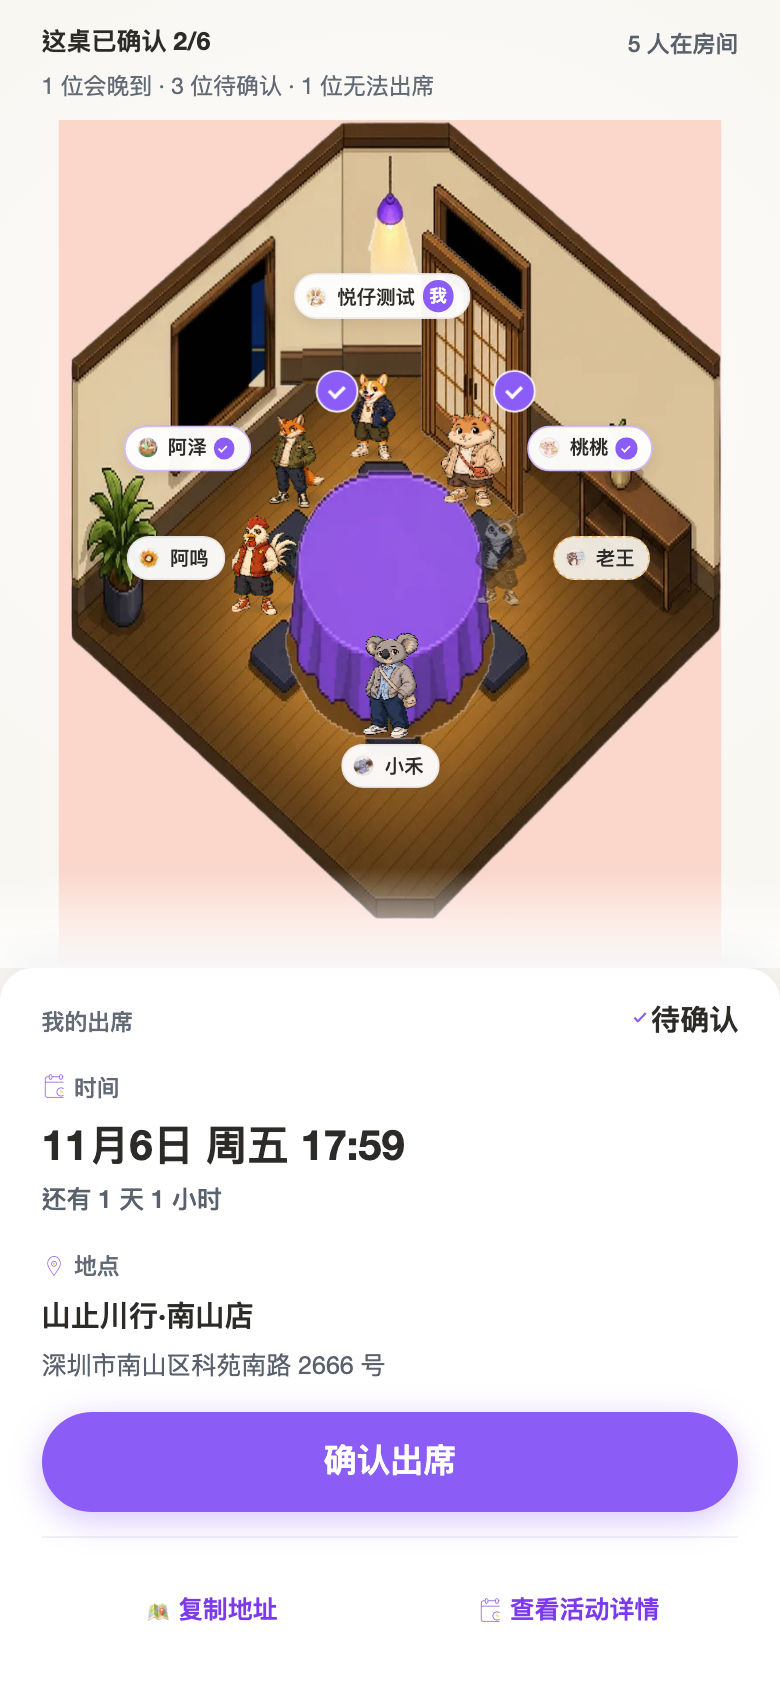 这桌已确认 2/6
5 人在房间
1 位会晚到 · 3 位待确认 · 1 位无法出席
悦仔测试 我
阿泽
桃桃
阿鸣
老王
小禾
我的出席
待确认
时间
11月6日 周五 17:59
还有 1 天 1 小时
地点
山止川行·南山店
深圳市南山区科苑南路 2666 号
确认出席
复制地址
查看活动详情